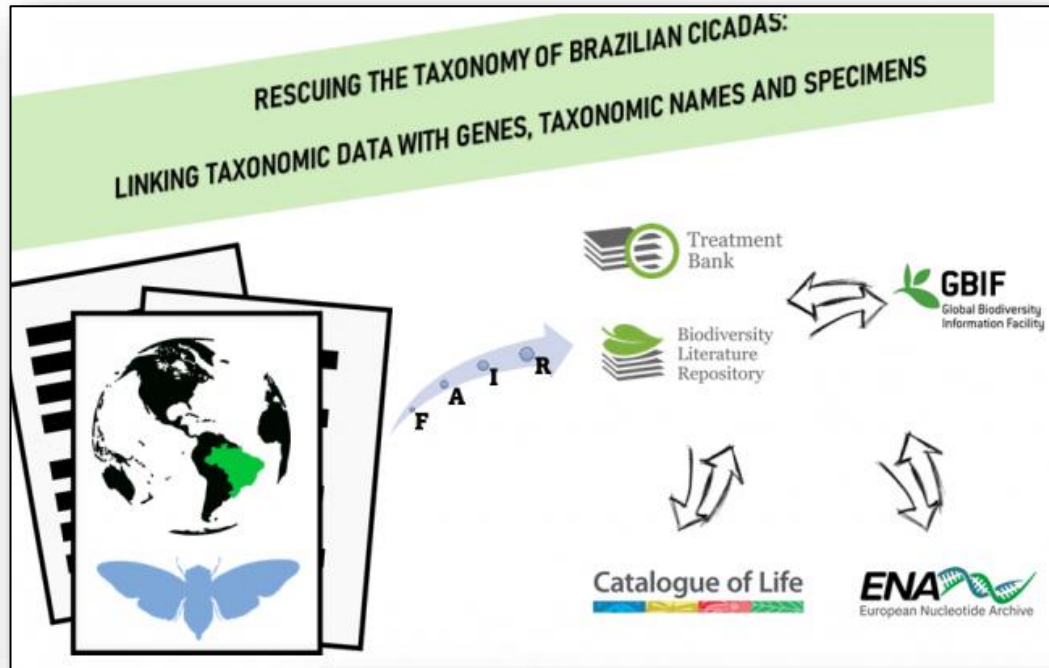 RESCUING THE TAXONOMY OF BRAZILIAN CICADAS:
LINKING TAXONOMIC DATA WITH GENES, TAXONOMIC NAMES AND SPECIMENS
Treatment
Bank
GBIF
Global Biodiversity
Information Facility
Biodiversity
Literature
Repository
F
A
I
R
Catalogue of Life
ENA
European Nucleotide Archive